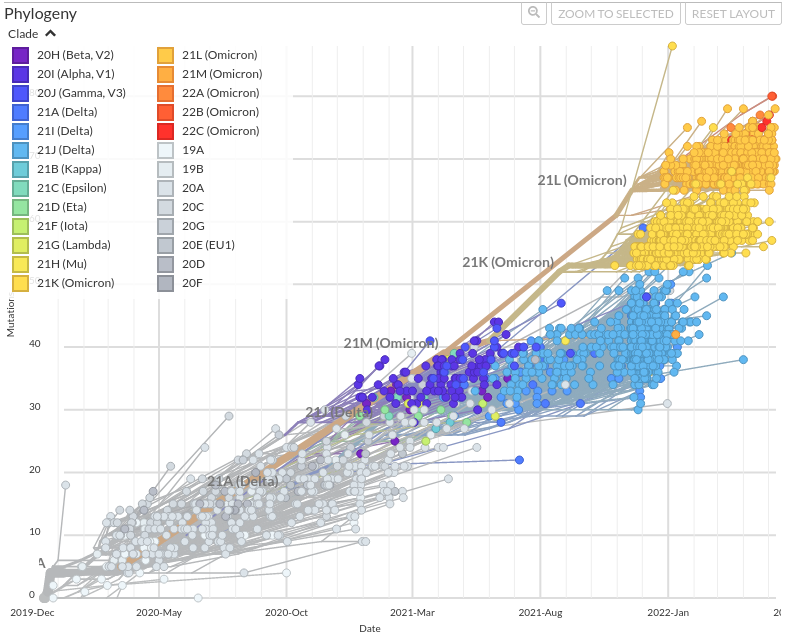 Phylogeny
ZOOM TO SELECTED
RESET LAYOUT
Clade
20H (Beta, V2)
20I (Alpha, V1)
20J (Gamma, V3)
21A (Delta)
21I (Delta)
21J (Delta)
21B (Kappa)
21C (Epsilon)
21D (Eta)
21F (Iota)
21G (Lambda)
21H (Mu)
21K (Omicron)
21L (Omicron)
21M (Omicron)
22A (Omicron)
22B (Omicron)
22C (Omicron)
19A
19B
20A
20C
20G
20E (EU1)
20D
20F
21L (Omicron)
21K (Omicron)
21M (Omicron)
21J (Delta)
21A (Delta)
Mutation
40
30
20
10
0
2019-Dec
2020-May
2020-Oct
2021-Mar
2021-Aug
2022-Jan
20
Date